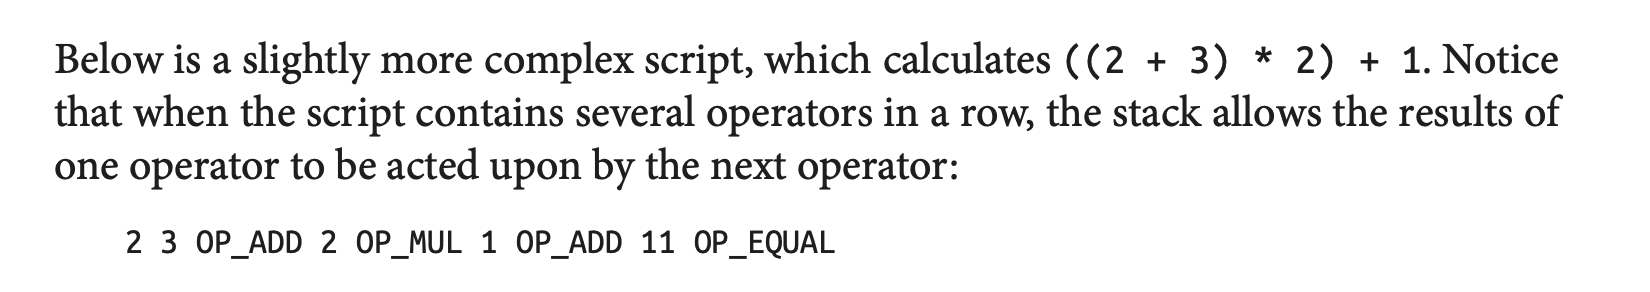 Below is a slightly more complex script, which calculates ((2 + 3) * 2) + 1. Notice
that when the script contains several operators in a row, the stack allows the results of
one operator to be acted upon by the next operator:
2 3 OP_ADD 2 OP_MUL 1 OP_ADD 11 OP_EQUAL